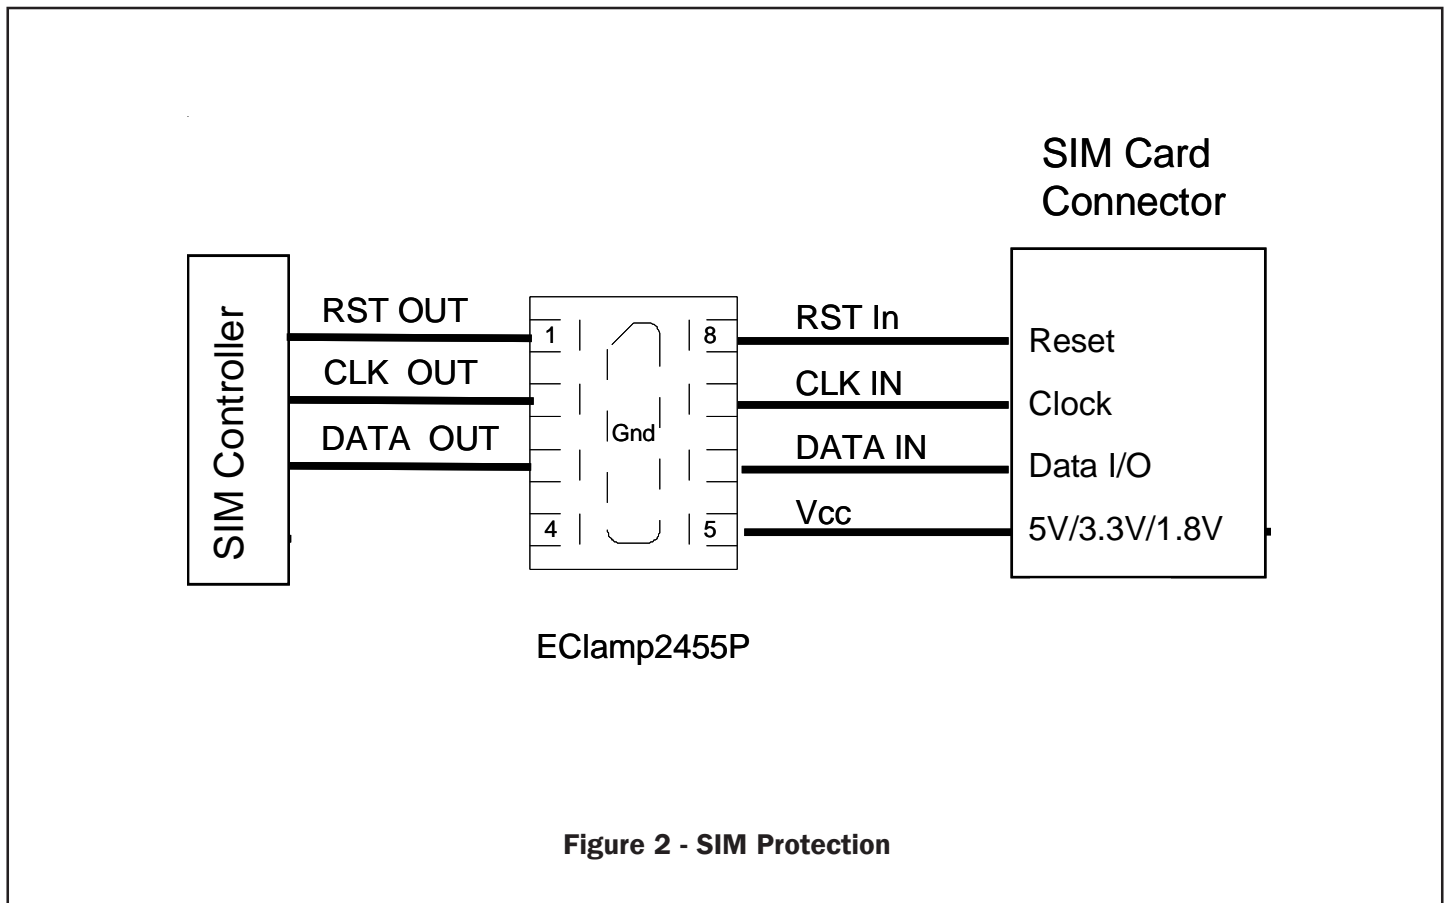 SIM Card
Connector
SIM Controller
RST OUT
CLK OUT
DATA OUT
1
8
4
5
Gnd
RST In
CLK IN
DATA IN
Vcc
Reset
Clock
Data I/O
5V/3.3V/1.8V
EClamp2455P
Figure 2 - SIM Protection